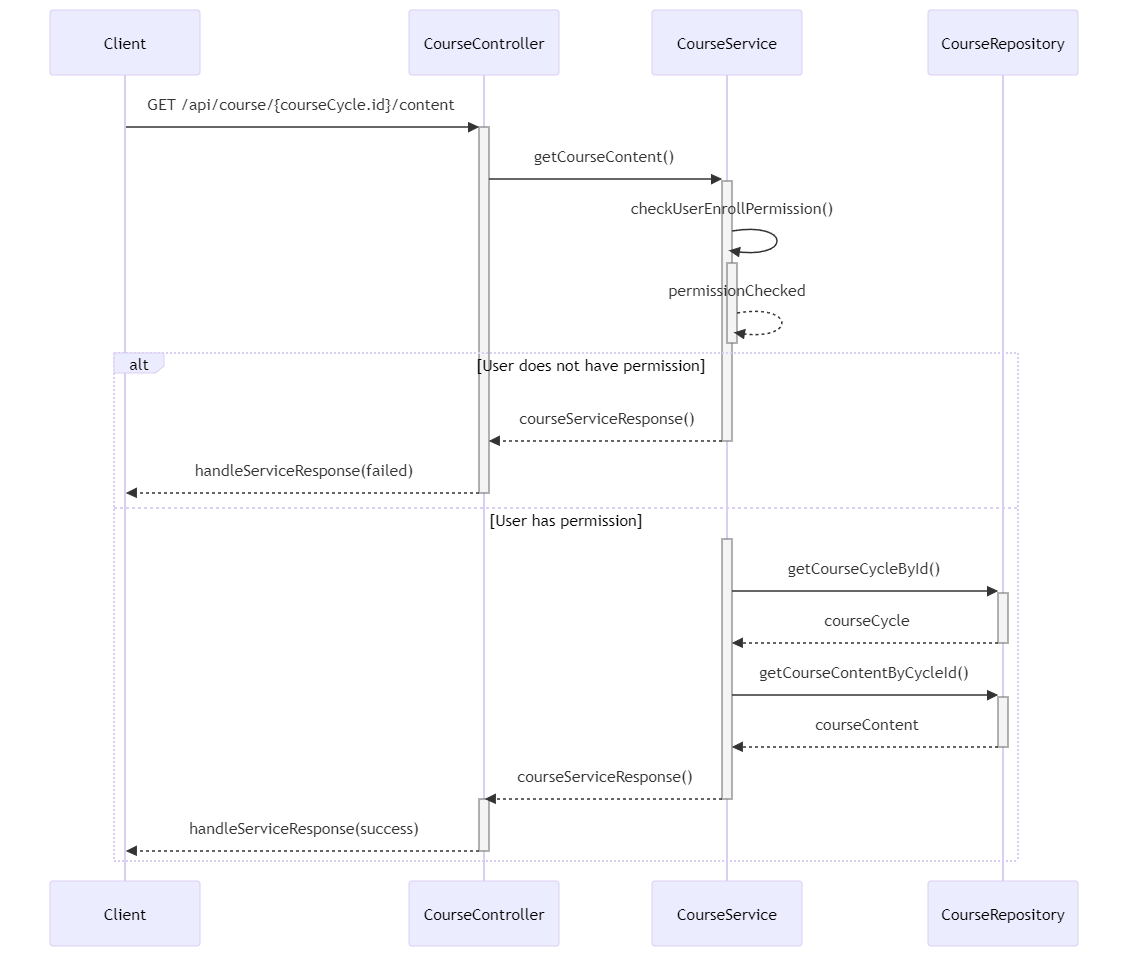 Client
CourseController
CourseService
CourseRepository
GET /api/course/{courseCycle.id}/content
getCourseContent()
checkUserEnrollPermission()
permissionChecked
alt
[User does not have permission]
courseServiceResponse()
handleServiceResponse(failed)
[User has permission]
getCourseCycleById()
courseCycle
getCourseContentByCycleId()
courseContent
courseServiceResponse()
handleServiceResponse(success)
Client
CourseController
CourseService
CourseRepository